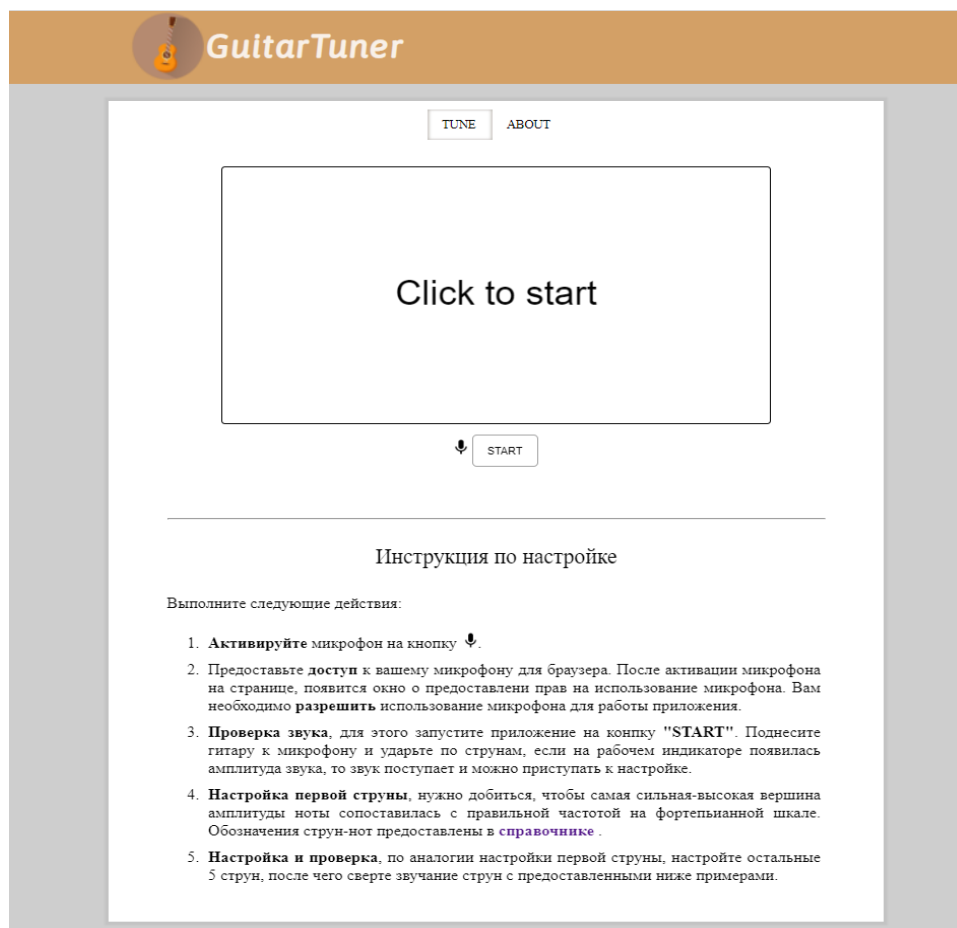 GuitarTuner
TUNE ABOUT
Click to start
START
Инструкция по настройке
Выполните следующие действия:
1. Активируйте микрофон на кнопку .
2. Предоставьте доступ к вашему микрофону для браузера. После активации микрофона
на странице, появится окно о предоставлени прав на использование микрофона. Вам
необходимо разрешить использование микрофона для работы приложения.
3. Проверка звука, для этого запустите приложение на конпку "START". Поднесите
гитару к микрофону и ударьте по струнам, если на рабочем индикаторе появилась
амплитуда звука, то звук поступает и можно приступать к настройке.
4. Настройка первой струны, нужно добиться, чтобы самая сильная-высокая вершина
амплитуды ноты сопоставилась с правильной частотой на фортепьианной шкале.
Обозначения струн-нот предоставлены в справочнике .
5. Настройка и проверка, по аналогии настройки первой струны, настройте остальные
5 струн, после чего сверте звучание струн с предоставленными ниже примерами.